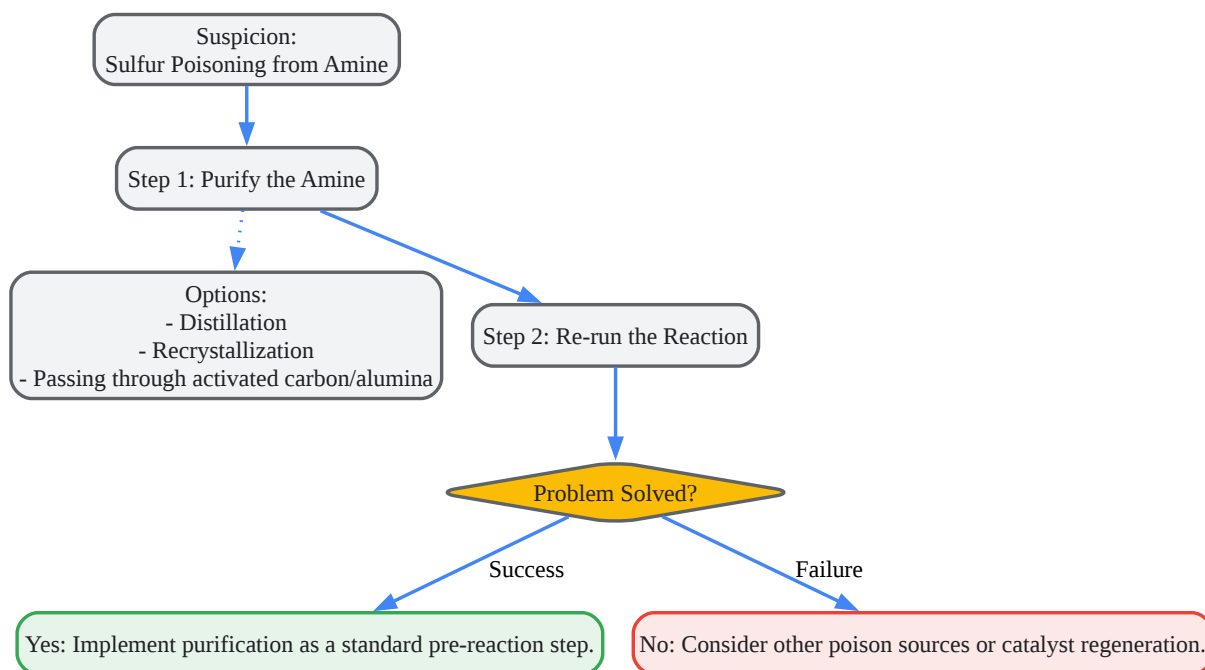 Suspicion:
Sulfur Poisoning from Amine
Step 1: Purify the Amine
Options:
- Distillation
- Recrystallization
- Passing through activated carbon/alumina
Step 2: Re-run the Reaction
Problem Solved?
Success
Failure
Yes: Implement purification as a standard pre-reaction step.
No: Consider other poison sources or catalyst regeneration.